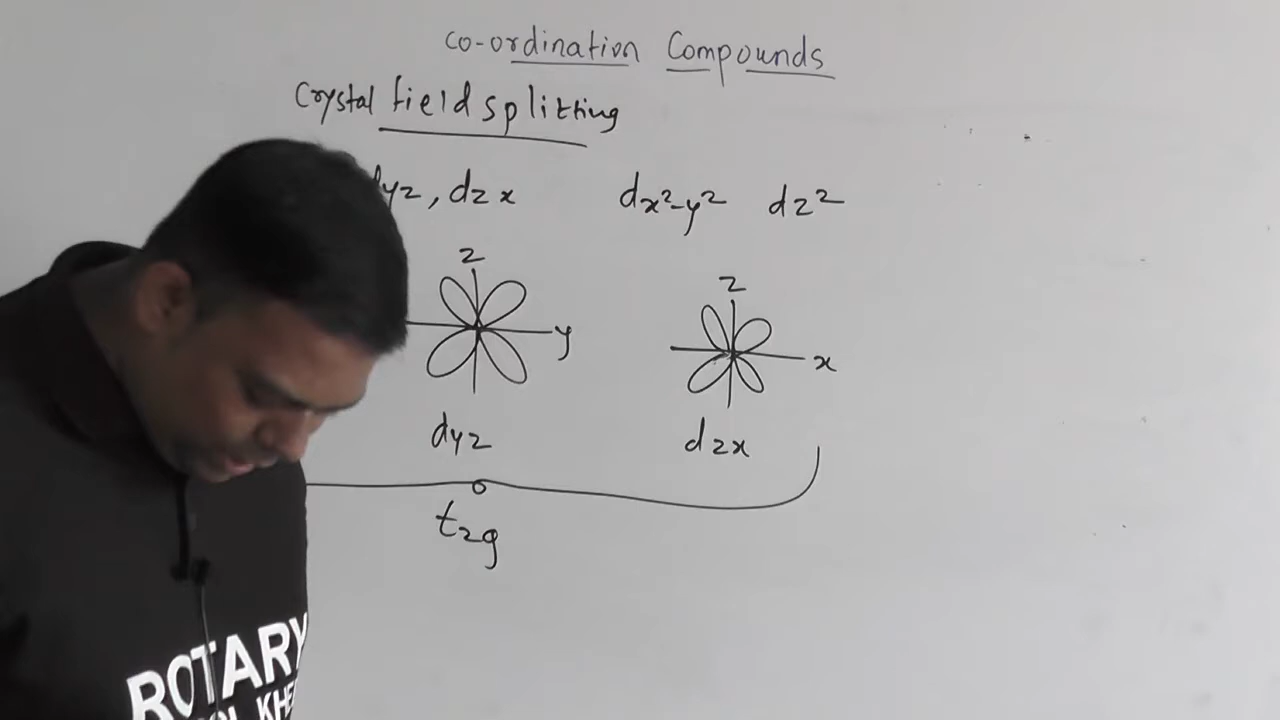 Co-ordination Compounds
Crystal field splitting
dyz, dzx dx²-y² dz²
z z
y x
dyz dzx
t2g
ROTARY